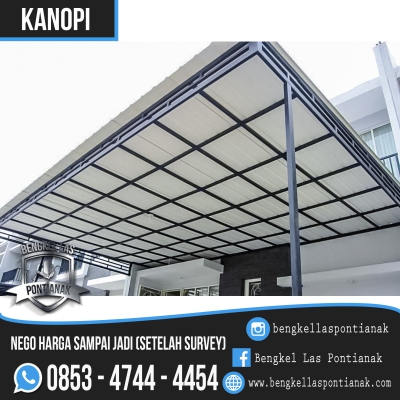 KANOPI
BENGKEL LAS
PONTIANAK
NEGO HARGA SAMPAI JADI (SETELAH SURVEY)
0853 - 4744 - 4454
bengkellaspontianak
Bengkel Las Pontianak
www.bengkellaspontianak.com